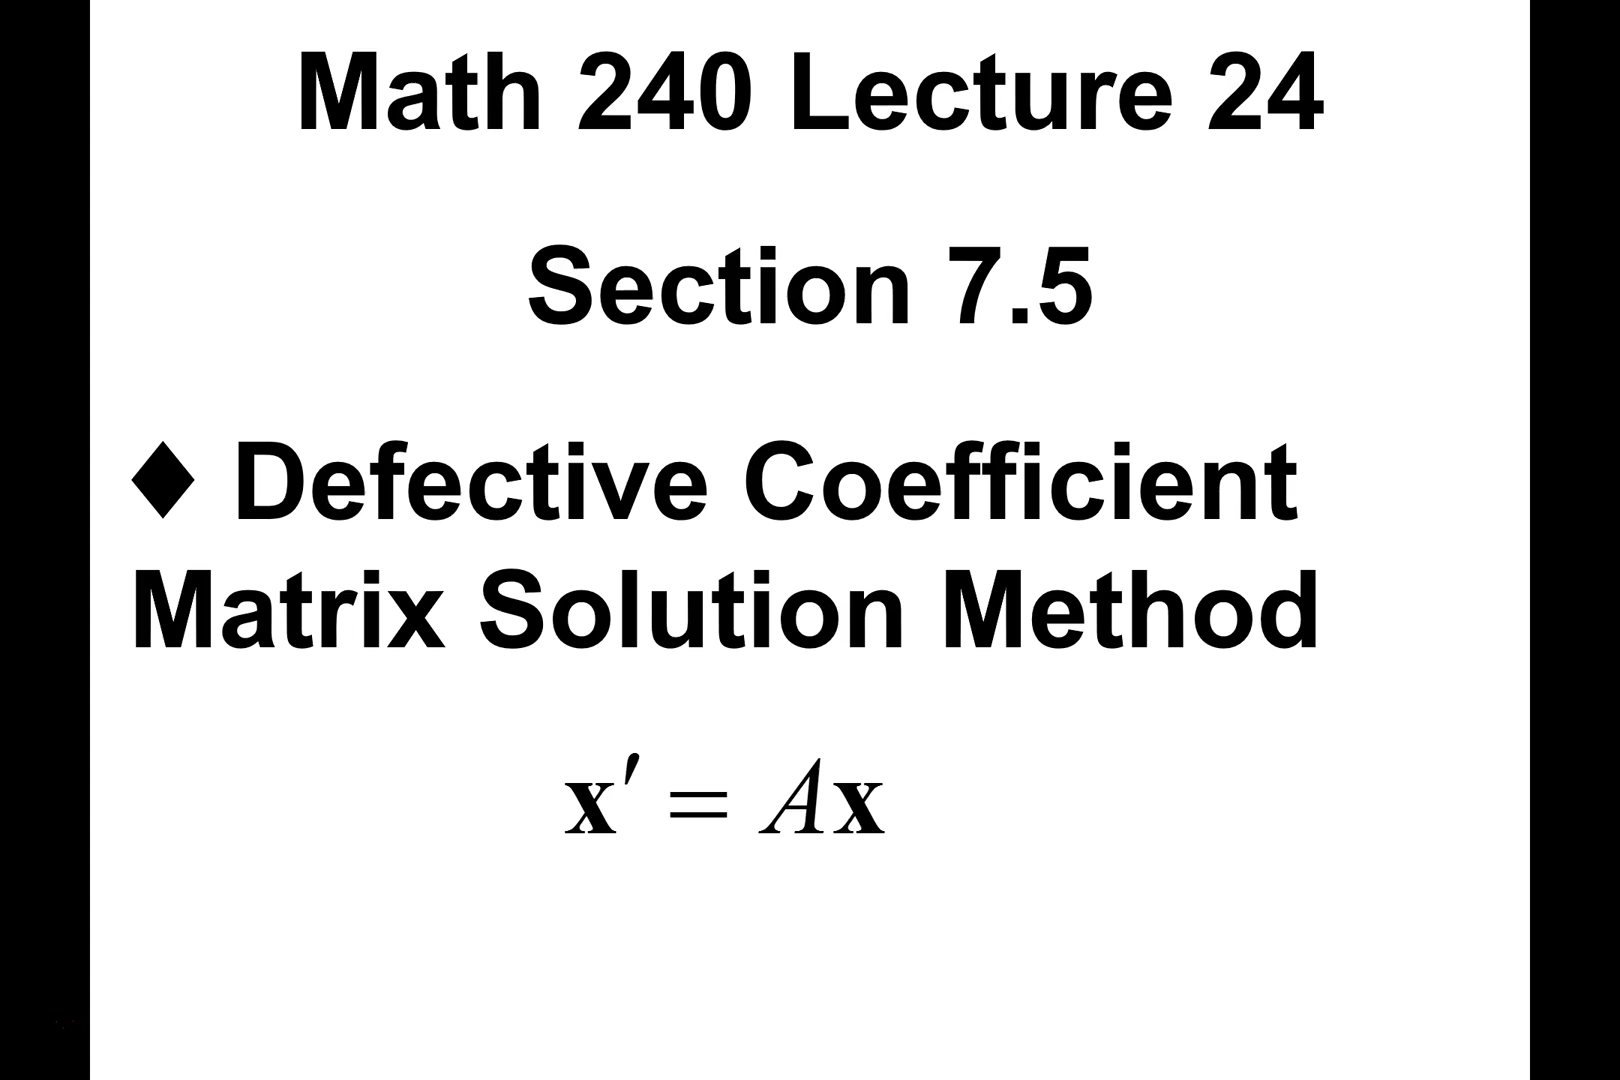 Math 240 Lecture 24
Section 7.5
♦ Defective Coefficient
Matrix Solution Method
x′ = Ax